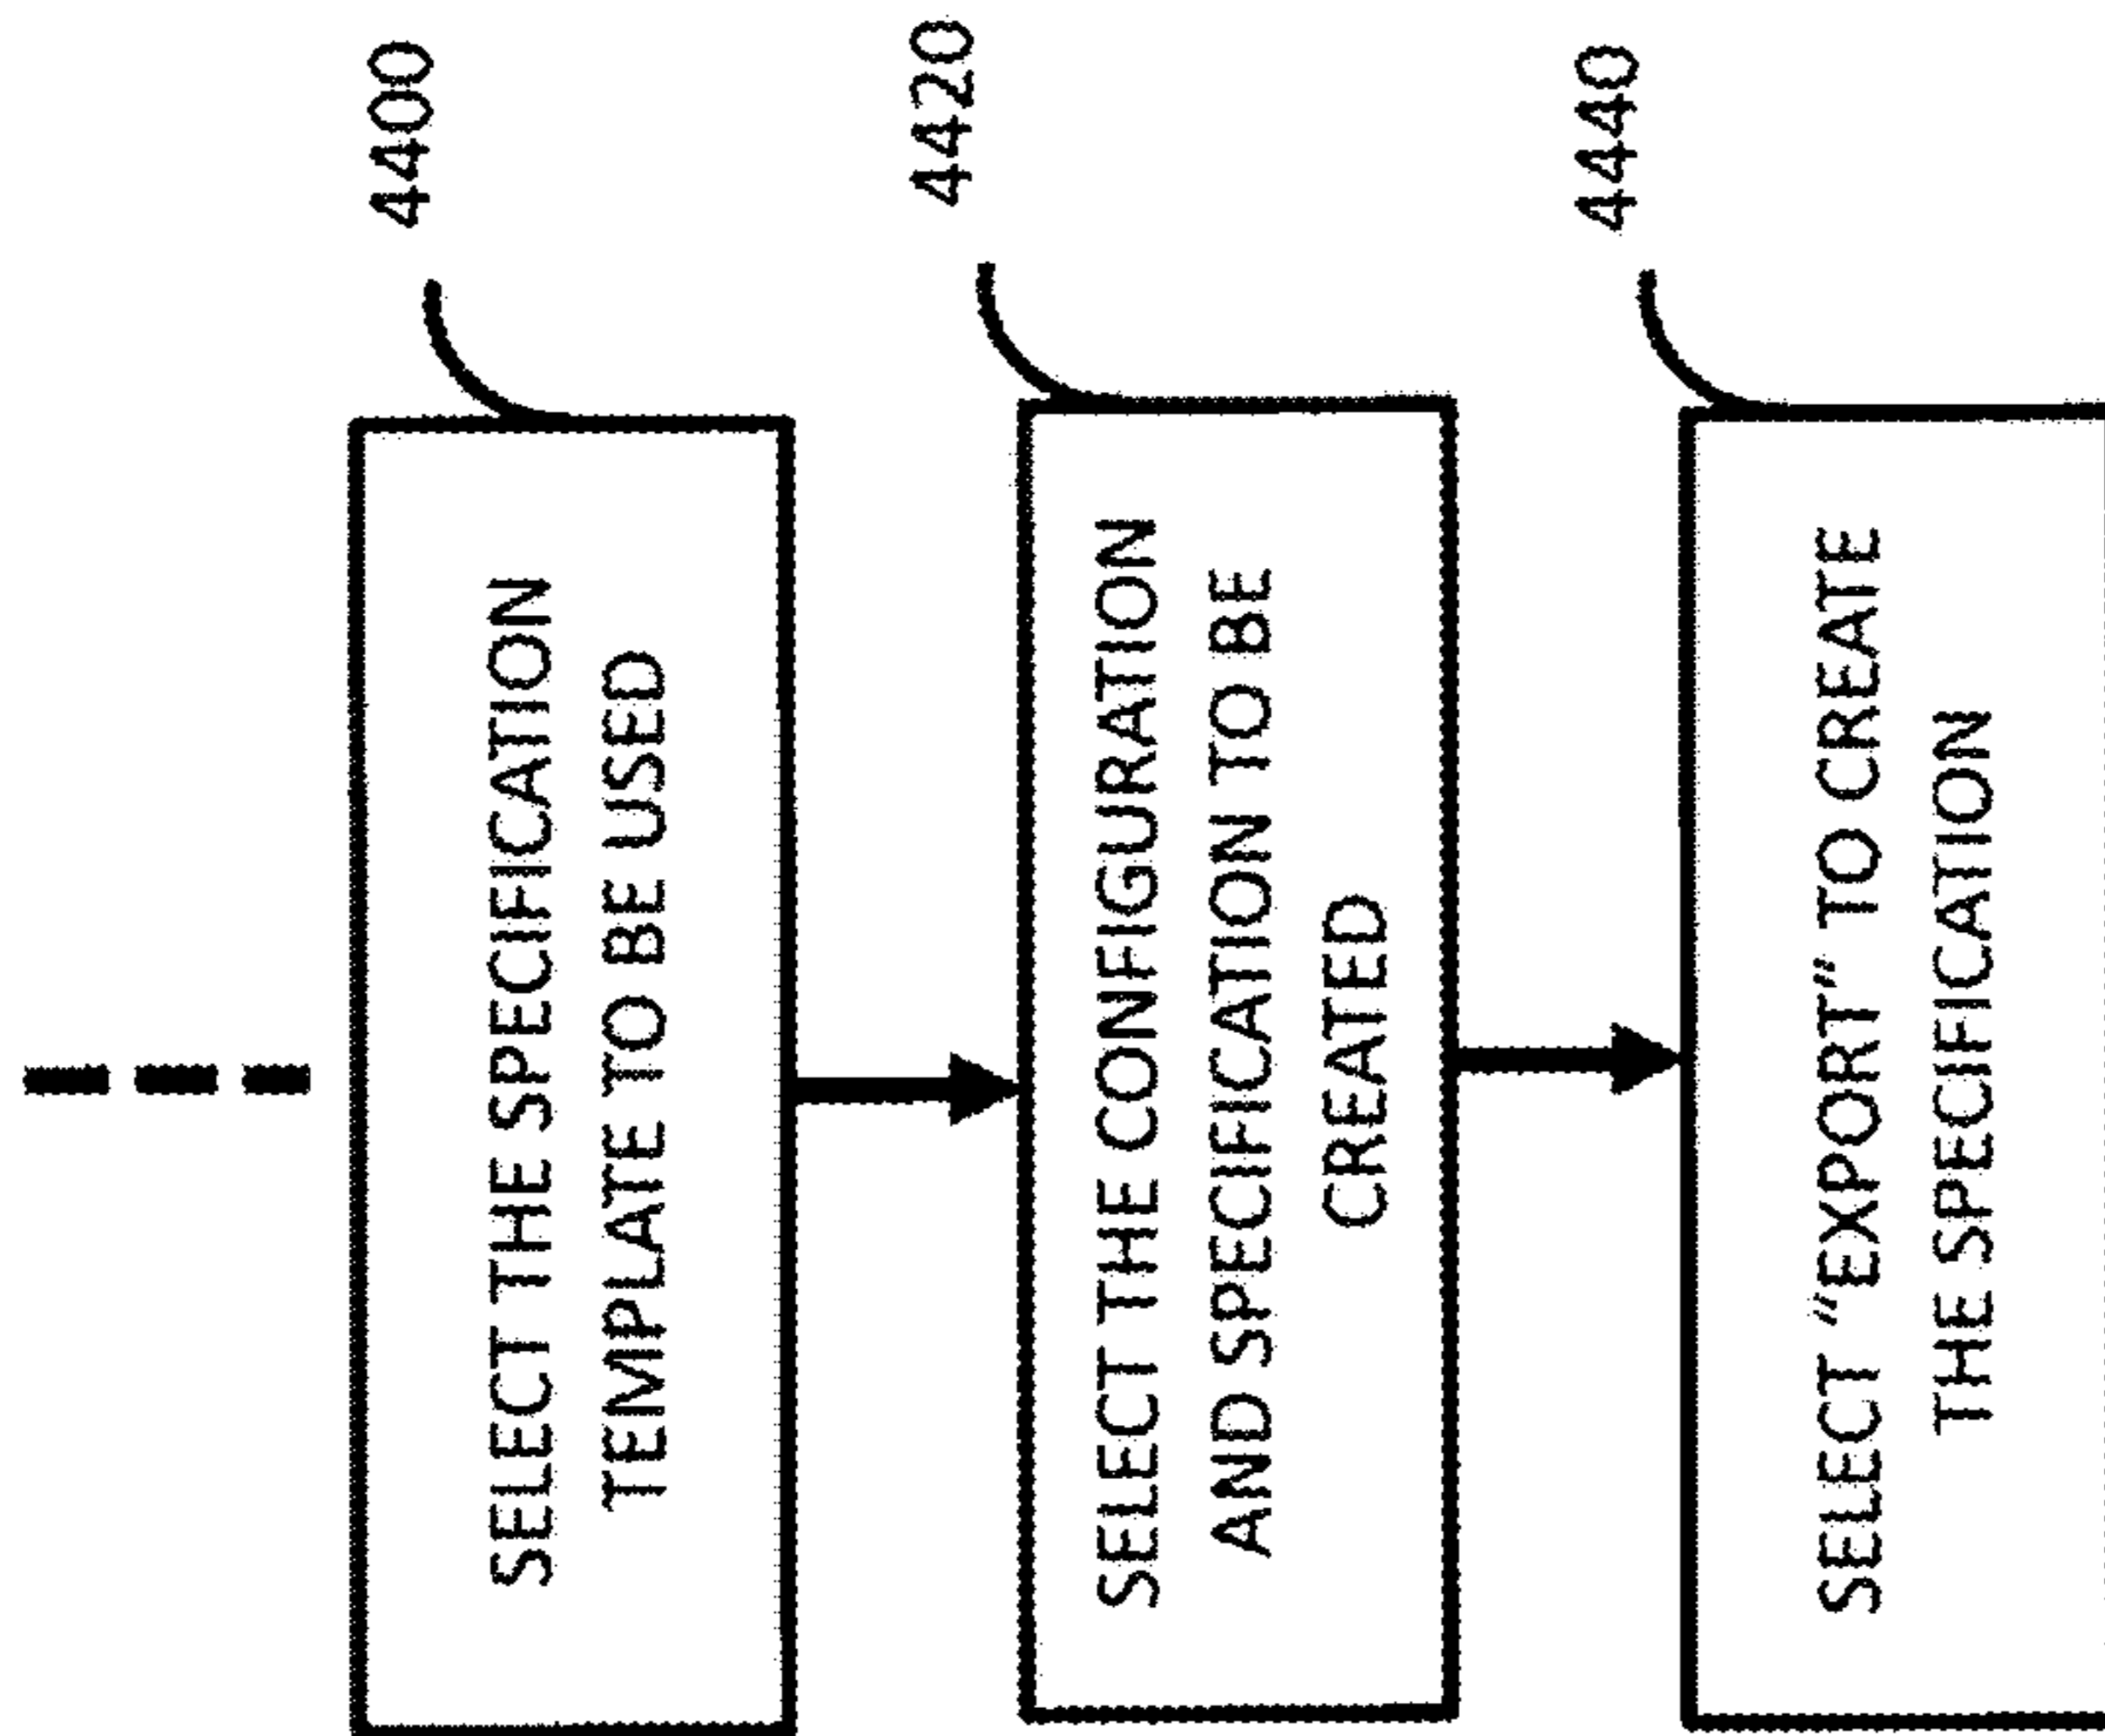 4400
SELECT THE SPECIFICATION
TEMPLATE TO BE USED
4420
SELECT THE CONFIGURATION
AND SPECIFICATION TO BE
CREATED
4440
SELECT "EXPORT" TO CREATE
THE SPECIFICATION